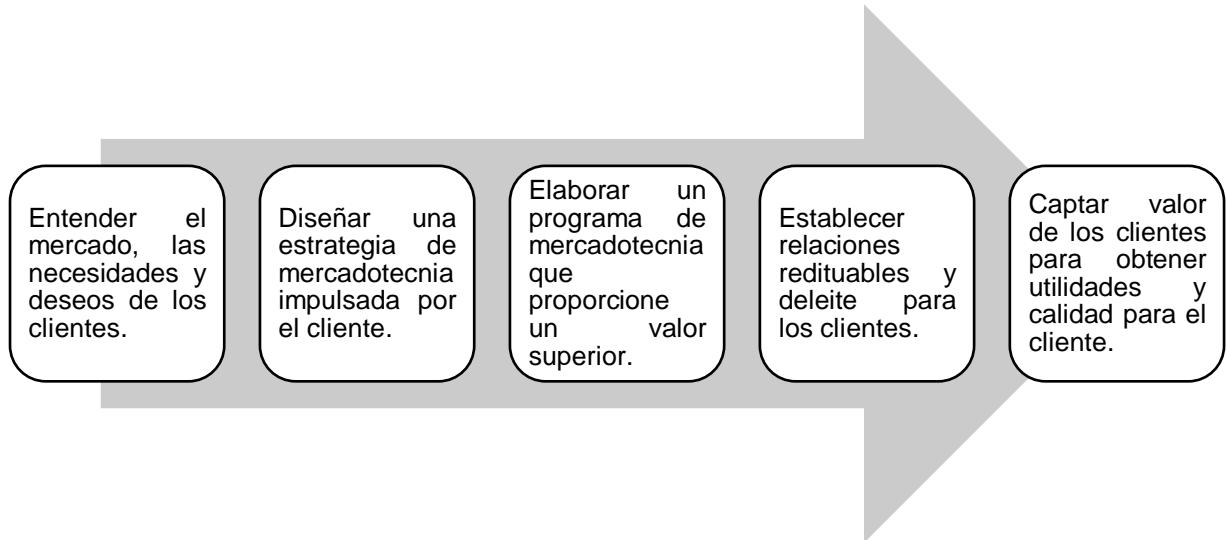 Entender el
mercado, las
necesidades y
deseos de los
clientes.
Diseñar una
estrategia de
mercadotecnia
impulsada por
el cliente.
Elaborar un
programa de
mercadotecnia
que
proporcione
un valor
superior.
Establecer
relaciones
redituables y
deleite para
los clientes.
Captar valor
de los clientes
para obtener
utilidades y
calidad para el
cliente.